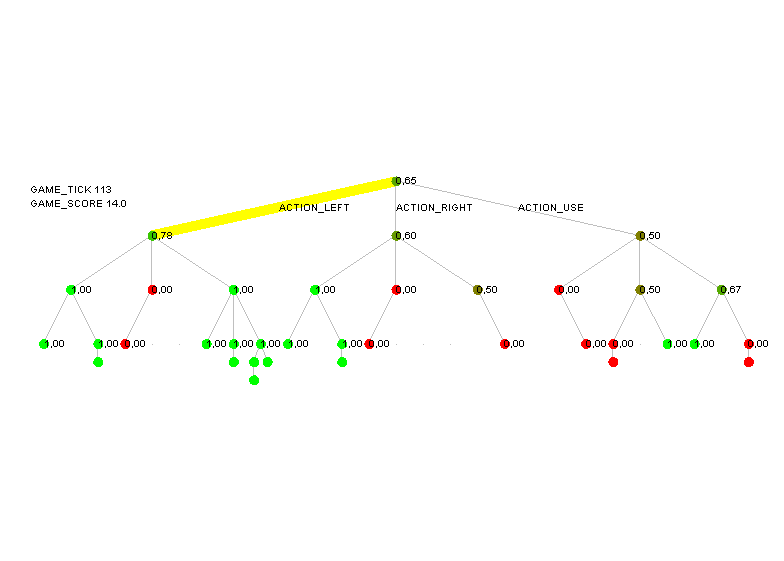 0,65
GAME_TICK 113
GAME_SCORE 14.0
ACTION_LEFT ACTION_RIGHT ACTION_USE
0,78 0,60 0,50
1,00 0,00 1,00 1,00 0,00 0,50 0,00 0,50 0,67
1,00 1,00 0,00 1,00 1,00 1,00 1,00 1,00 0,00 0,00 0,00 0,00 1,00 1,00 0,00